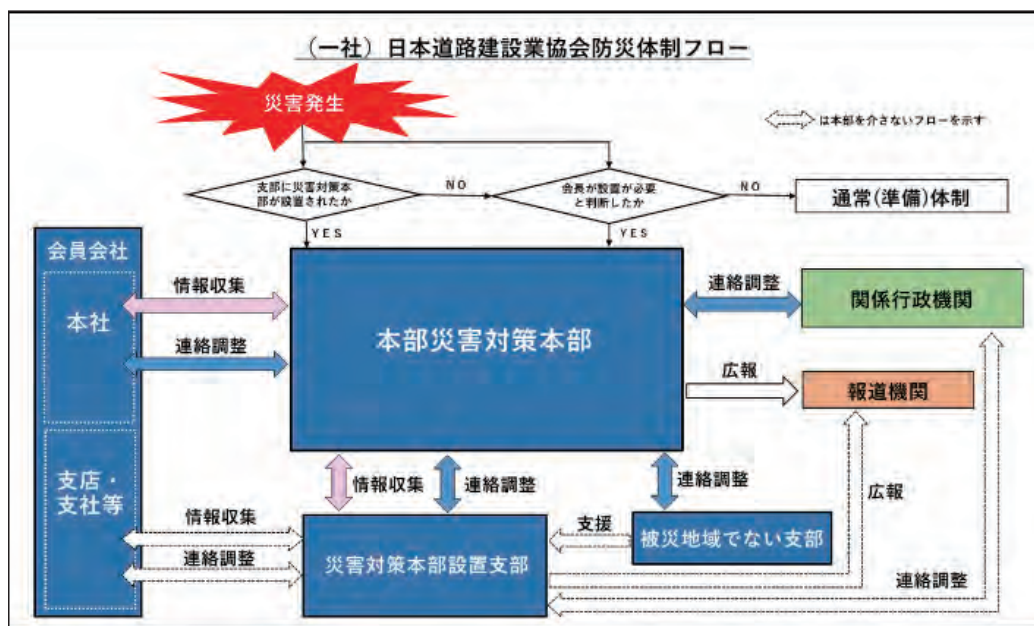 （一社）日本道路建設業協会防災体制フロー
災害発生
は本部を介さないフローを示す
支部に災害対策本
部が設置されたか
NO
会長が設置が必要
と判断したか
NO
通常(準備)体制
YES
YES
会員会社
本社
情報収集
連絡調整
本部災害対策本部
連絡調整
関係行政機関
広報
報道機関
情報収集
連絡調整
連絡調整
広報
支店・
支社等
情報収集
連絡調整
災害対策本部設置支部
支援
被災地域でない支部
連絡調整